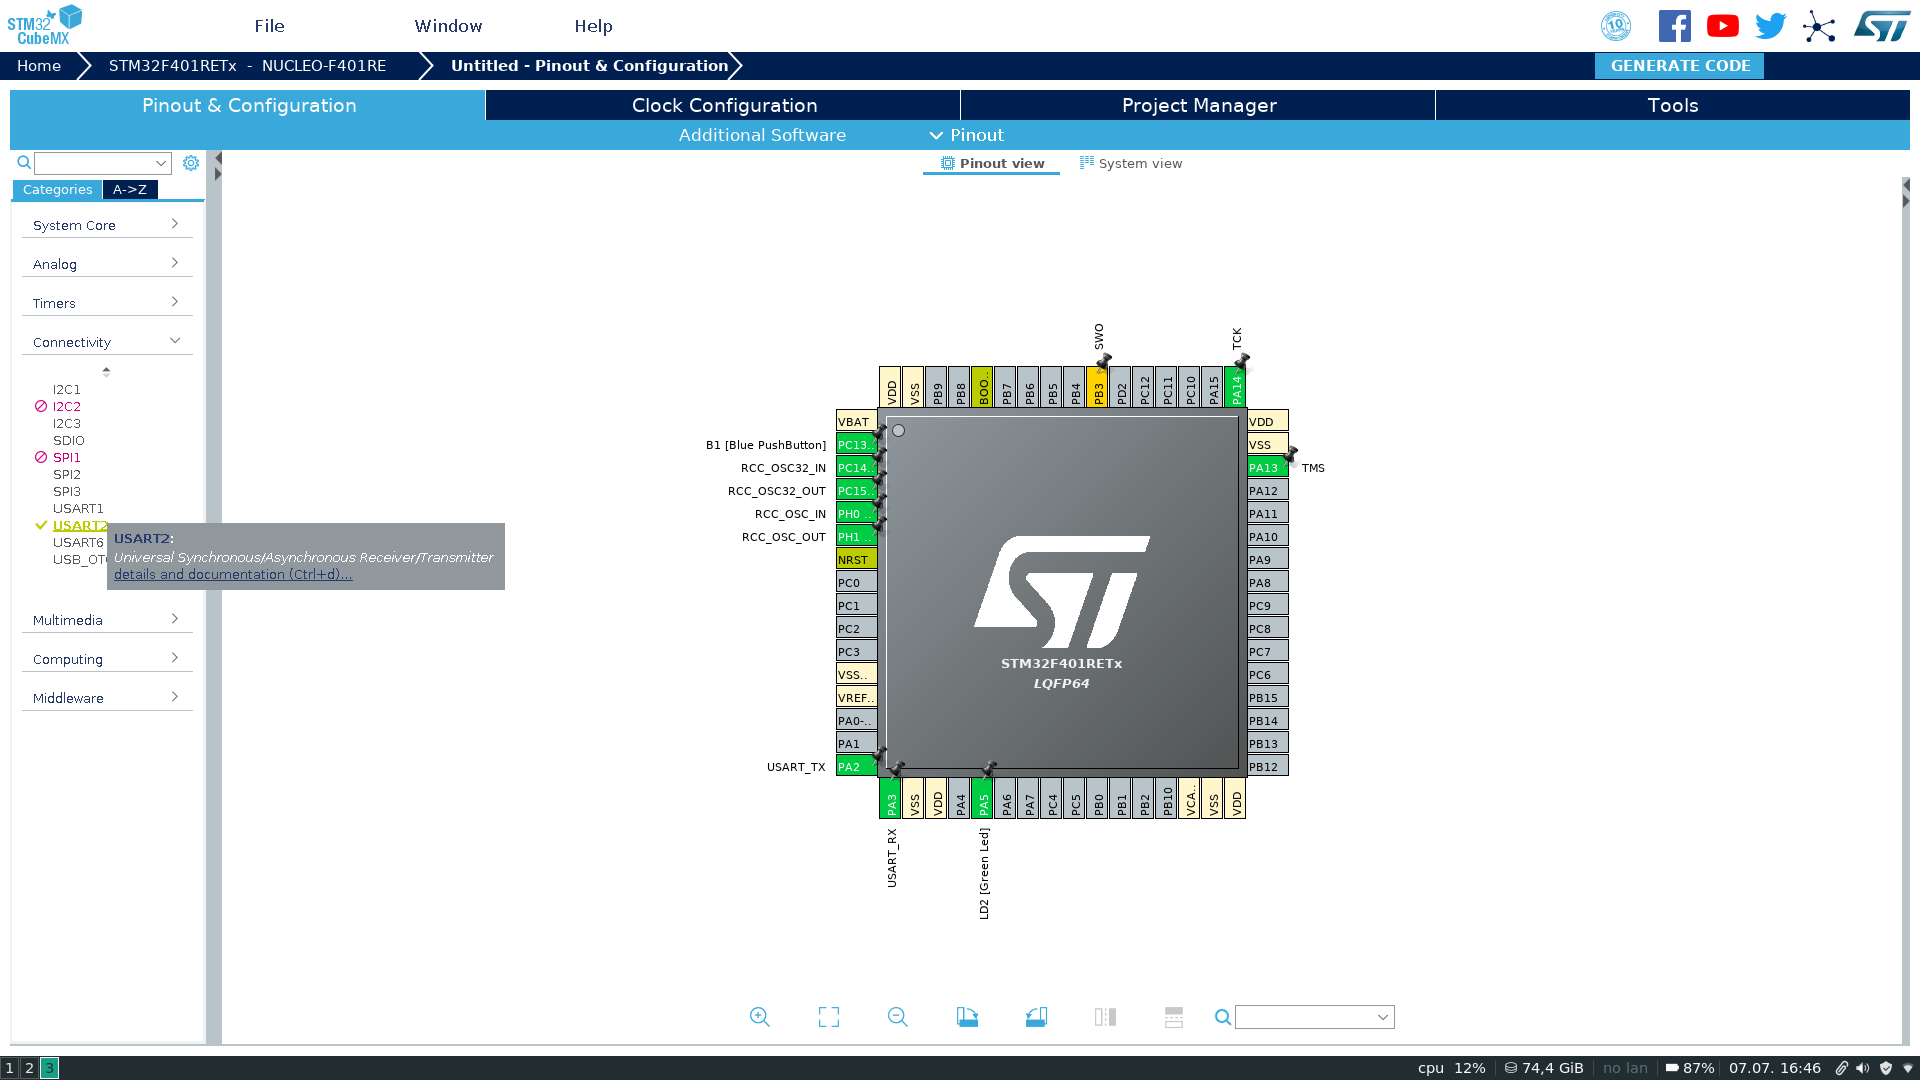 STM32
CubeMX
File
Window
Help
10
Home
STM32F401RETx - NUCLEO-F401RE
Untitled - Pinout & Configuration
GENERATE CODE
Pinout & Configuration
Clock Configuration
Project Manager
Tools
Additional Software
Pinout
Pinout view
System view
Categories
A->Z
System Core
Analog
Timers
Connectivity
I2C1
I2C2
I2C3
SDIO
SPI1
SPI2
SPI3
USART1
USART2
USART6
USB_OT
USART2:
Universal Synchronous/Asynchronous Receiver/Transmitter
details and documentation (Ctrl+d)...
Multimedia
Computing
Middleware
SWO
TCK
VDD
VSS
PB9
PB8
BOO..
PB7
PB6
PB5
PB4
PB3
PD2
PC12
PC11
PC10
PA15
PA14
VBAT
B1 [Blue PushButton]
PC13..
RCC_OSC32_IN
PC14..
RCC_OSC32_OUT
PC15..
RCC_OSC_IN
PH0 ..
RCC_OSC_OUT
PH1 ..
NRST
PC0
PC1
PC2
PC3
VSS..
VREF..
PA0-..
PA1
USART_TX
PA2
VDD
VSS
PA13
TMS
PA12
PA11
PA10
PA9
PA8
PC9
PC8
PC7
PC6
PB15
PB14
PB13
PB12
ST
STM32F401RETx
LQFP64
PA3
VSS
VDD
PA4
PA5
PA6
PA7
PC4
PC5
PB0
PB1
PB2
PB10
VCA..
VSS
VDD
USART_RX
LD2 [Green Led]
1 2 3
cpu 12%
74,4 GiB
no lan
87%
07.07. 16:46